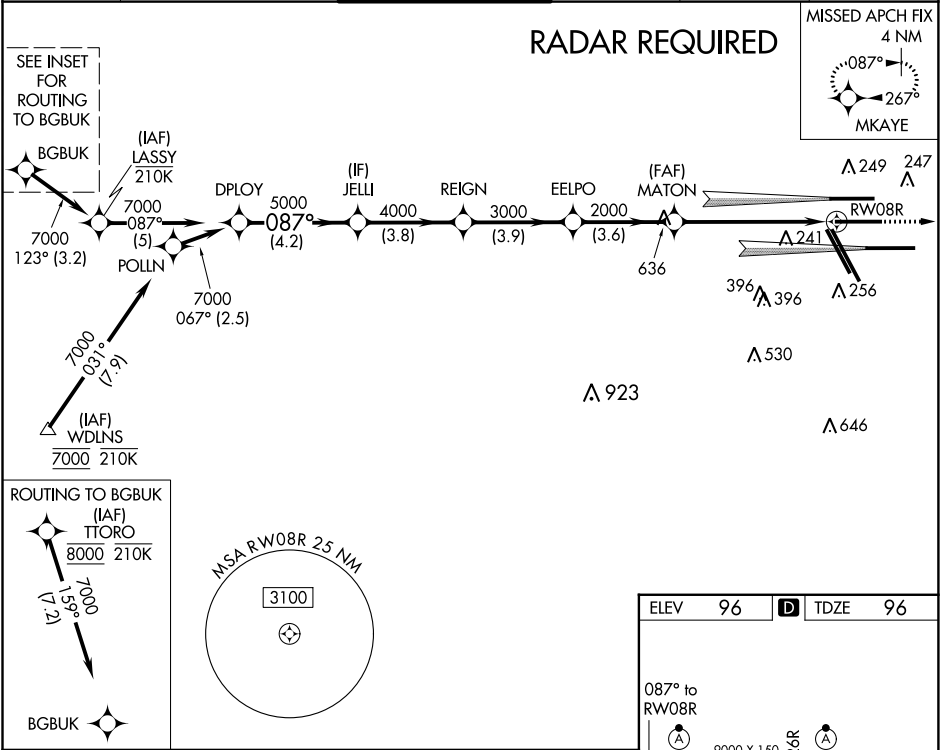 RADAR REQUIRED
MISSED APCH FIX
4 NM
087°
267°
MKAYE
SEE INSET
FOR
ROUTING
TO BGBUK
BGBUK
(IAF)
LASSY
210K
7000
123° (3.2)
7000
087°
(5)
POLLN
7000
067° (2.5)
DPLOY
5000
087°
(4.2)
(IF)
JELLI
4000
(3.8)
REIGN
3000
(3.9)
EELPO
2000
(3.6)
(FAF)
MATON
636
249
247
RW08R
241
396
396
256
530
923
646
7000
031°
(7.9)
(IAF)
WDLNS
7000 210K
ROUTING TO BGBUK
(IAF)
TTORO
8000 210K
7000
159°
(7.2)
BGBUK
MSA RW08R 25 NM
3100
ELEV 96 D TDZE 96
087° to
RW08R
A
A
9000 X 150